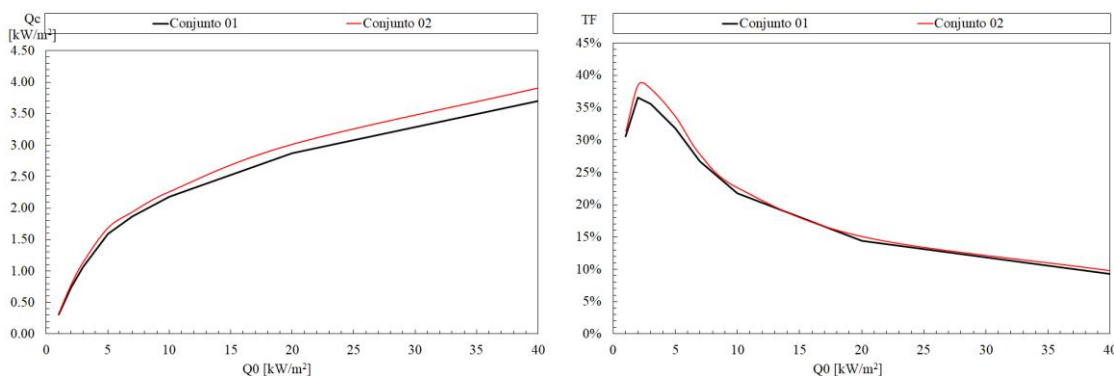 Qc
[kW/m²]
Conjunto 01
Conjunto 02
4.50
4.00
3.50
3.00
2.50
2.00
1.50
1.00
0.50
0.00
0 5 10 15 20 25 30 35 40
Q0 [kW/m²]
TF
Conjunto 01
Conjunto 02
45%
40%
35%
30%
25%
20%
15%
10%
5%
0%
0 5 10 15 20 25 30 35 40
Q0 [kW/m²]